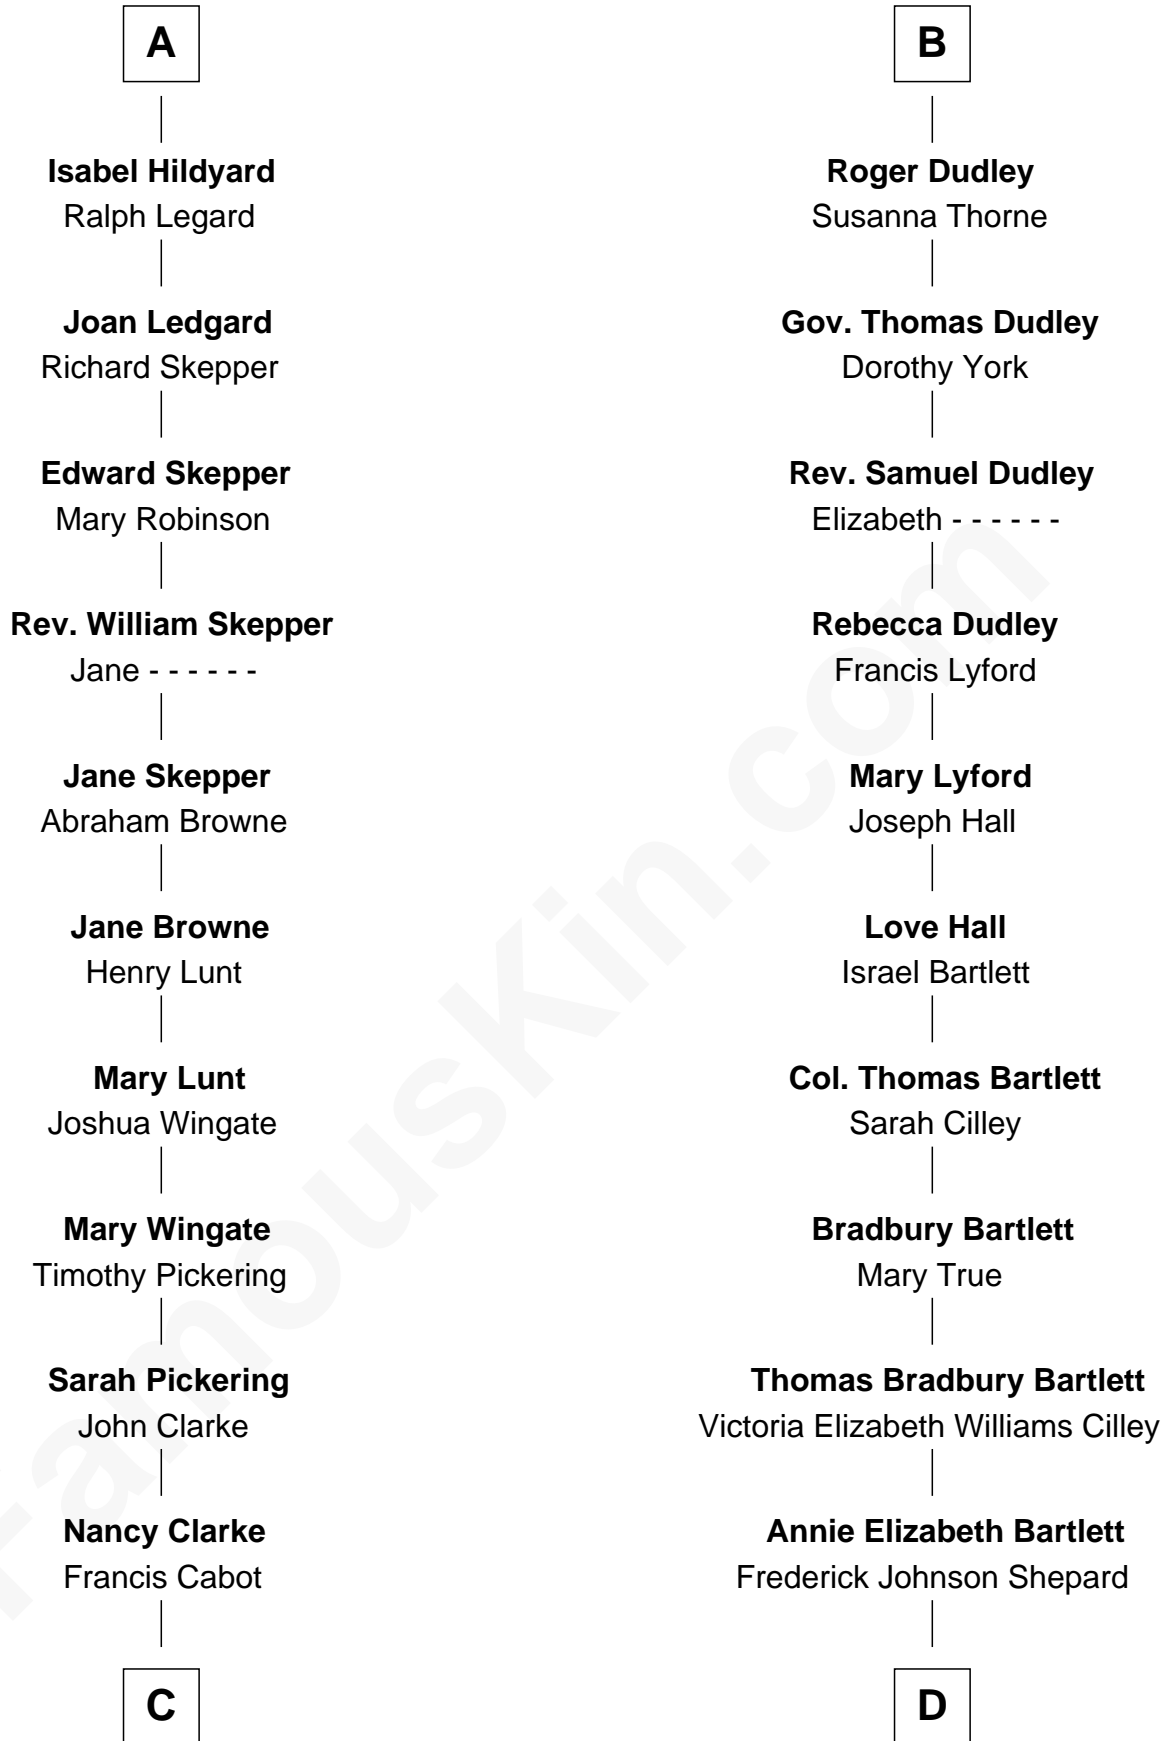 A
Isabel Hildyard
Ralph Legard
Joan Ledgard
Richard Skepper
Edward Skepper
Mary Robinson
Rev. William Skepper
Jane - - - - - -
Jane Skepper
Abraham Browne
Jane Browne
Henry Lunt
Mary Lunt
Joshua Wingate
Mary Wingate
Timothy Pickering
Sarah Pickering
John Clarke
Nancy Clarke
Francis Cabot
C
B
Roger Dudley
Susanna Thorne
Gov. Thomas Dudley
Dorothy York
Rev. Samuel Dudley
Elizabeth - - - - - -
Rebecca Dudley
Francis Lyford
Mary Lyford
Joseph Hall
Love Hall
Israel Bartlett
Col. Thomas Bartlett
Sarah Cilley
Bradbury Bartlett
Mary True
Thomas Bradbury Bartlett
Victoria Elizabeth Williams Cilley
Annie Elizabeth Bartlett
Frederick Johnson Shepard
D
FamousKin.com